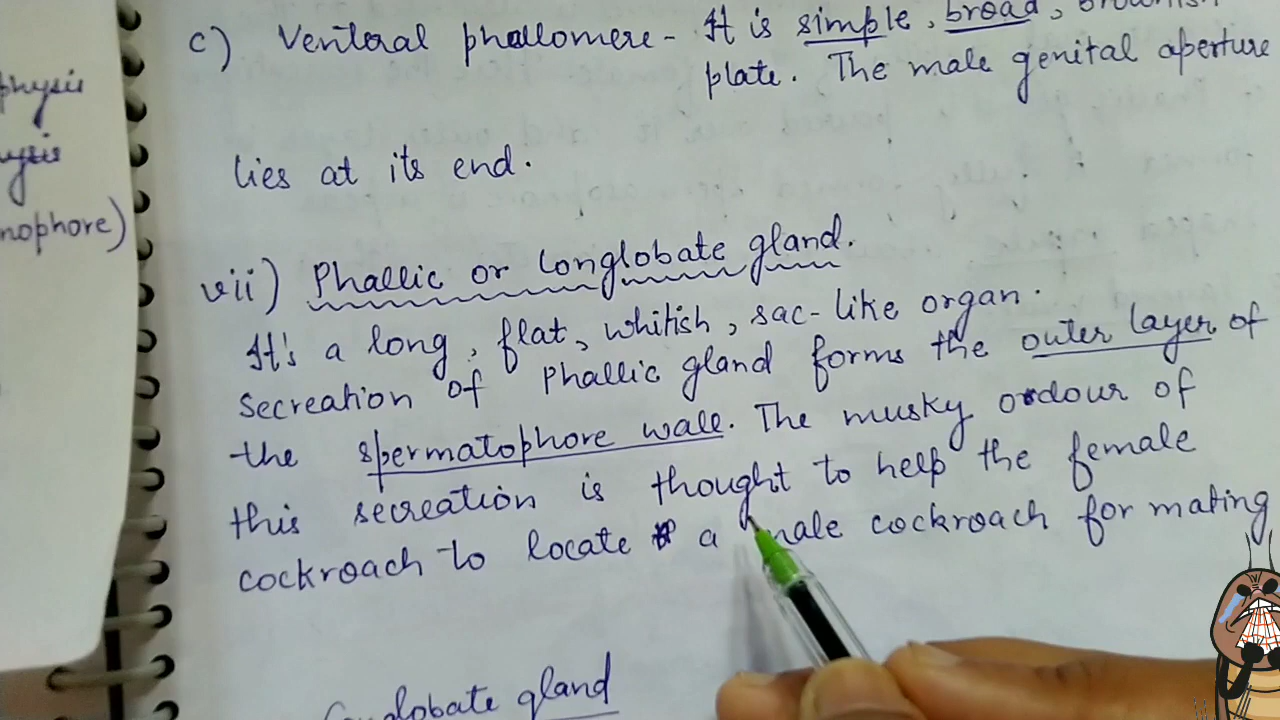 physis
nophore)
c) Ventral phallomere - It is simple, broad, brownish
plate. The male genital aperture
lies at its end.
vii) Phallic or Conglobate gland.
It's a long, flat, whitish, sac-like organ.
secreation of phallic gland forms the outer layer of
the spermatophore wall. The musky ordour of
this secreation is thought to help the female
cockroach to locate a male cockroach for mating
Conglobate gland